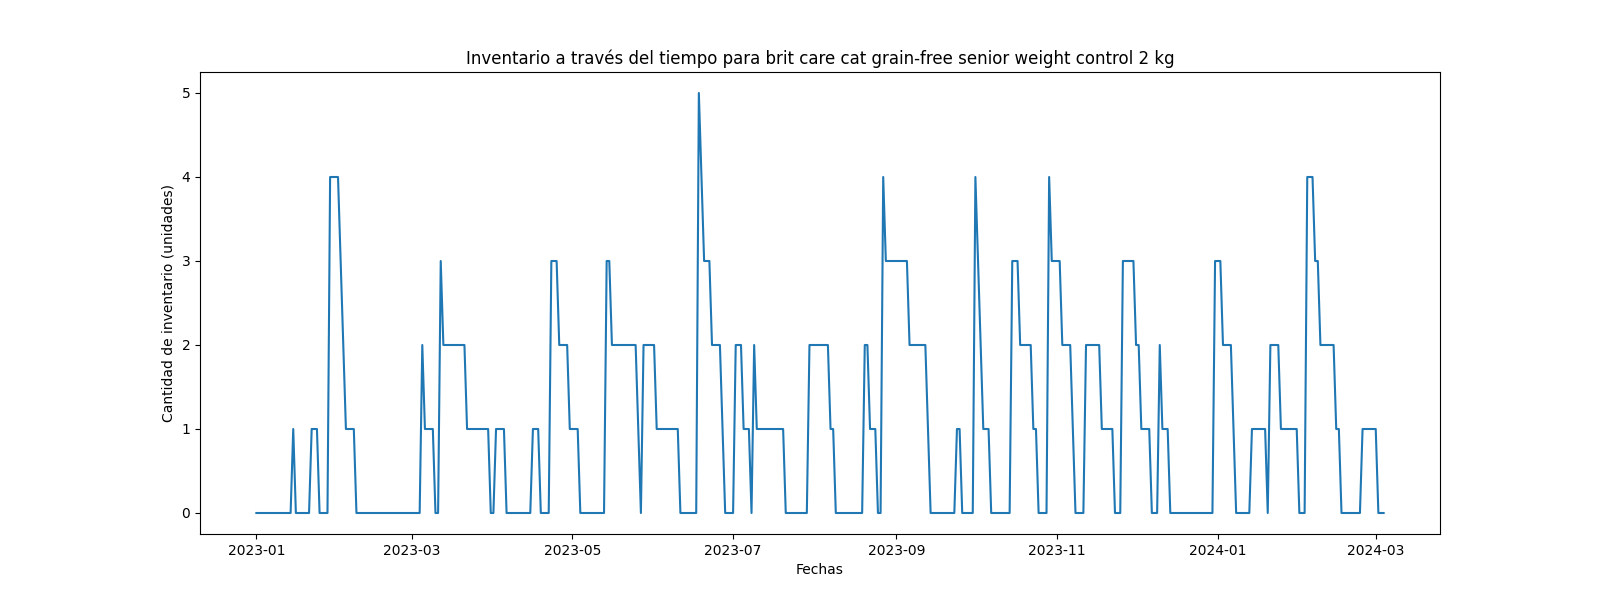 Inventario a través del tiempo para brit care cat grain-free senior weight control 2 kg
Cantidad de inventario (unidades)
5
4
3
2
1
0
2023-01 2023-03 2023-05 2023-07 2023-09 2023-11 2024-01 2024-03
Fechas